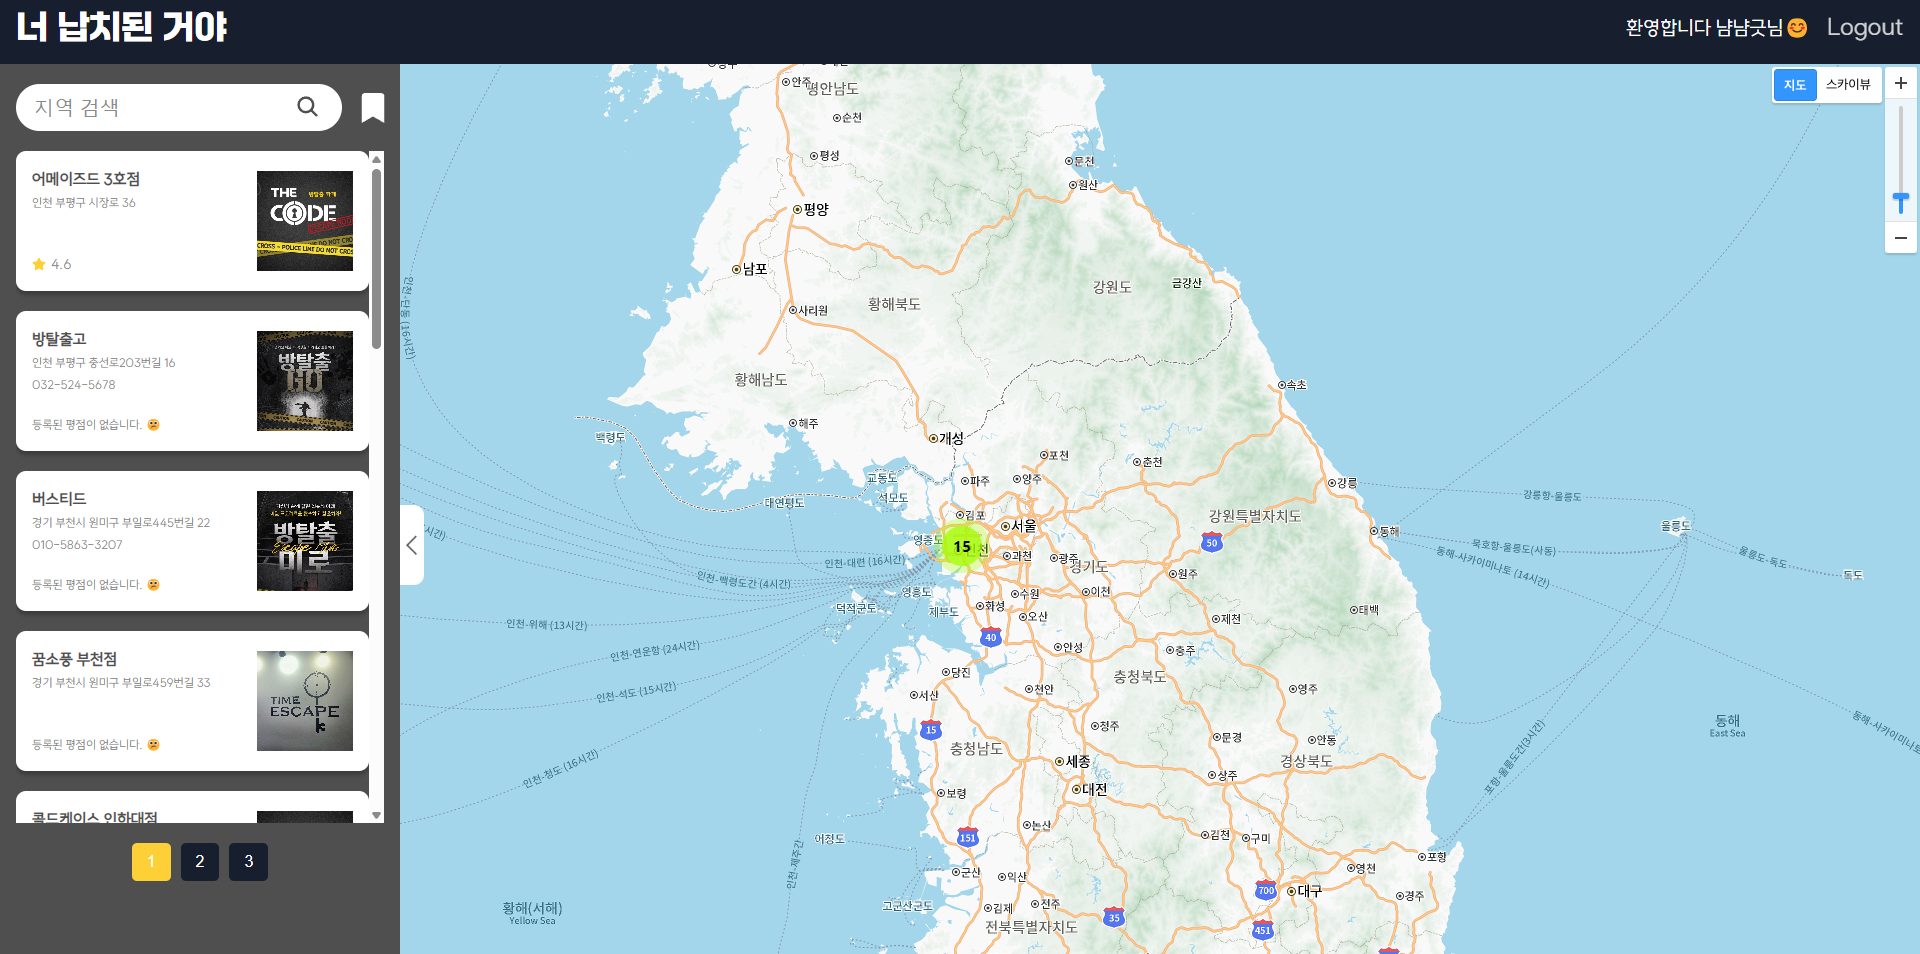 너 납치된 거야
환영합니다 냠냠긋님😊
Logout
지역 검색
어메이즈드 3호점
인천 부평구 시장로 36
4.6
THE
CODE
CROSS - POLICE LINE DO NOT CROSS
방탈출고
인천 부평구 충선로203번길 16
032-524-5678
등록된 평점이 없습니다.
방탈출
GO
버스티드
경기 부천시 원미구 부일로445번길 22
010-5863-3207
등록된 평점이 없습니다.
방탈출
미로
꿈소풍 부천점
경기 부천시 원미구 부일로459번길 33
등록된 평점이 없습니다.
TIME
ESCAPE
콜드케이스 인하대점
1
2
3
지도
스카이뷰
안주
평안남도
순천
평성
문천
원산
평양
남포
강원도
금강산
황해북도
사리원
인천-단둥 (16시간)
황해남도
속초
해주
백령도
개성
포천
춘천
교동도
파주
양주
강릉
석모도
대연평도
강릉항-울릉도
김포
서울
강원특별자치도
울릉도
동해
영종도
15
인천
50
묵호항-울릉도(사동)
울릉도-독도
독도
과천
광주
경기도
인천-대련 (16시간)
동해-사카이미나토 (14시간)
인천-백령도간 (4시간)
원주
영흥도
수원
이천
덕적군도
제부도
화성
오산
제천
태백
인천-위해 (13시간)
40
인천-연운항 (24시간)
안성
충주
당진
충청북도
인천-석도 (15시간)
서산
천안
영주
15
청주
동해
East Sea
동해-사카이미나토
문경
안동
충청남도
세종
경상북도
인천-청도 (16시간)
상주
포항-울릉도간(3시간)
대전
보령
논산
어청도
151
김천
구미
인천-제주간
포항
군산
익산
영천
700
대구
경주
고군산군도
김제
전주
35
황해(서해)
Yellow Sea
전북특별자치도
451